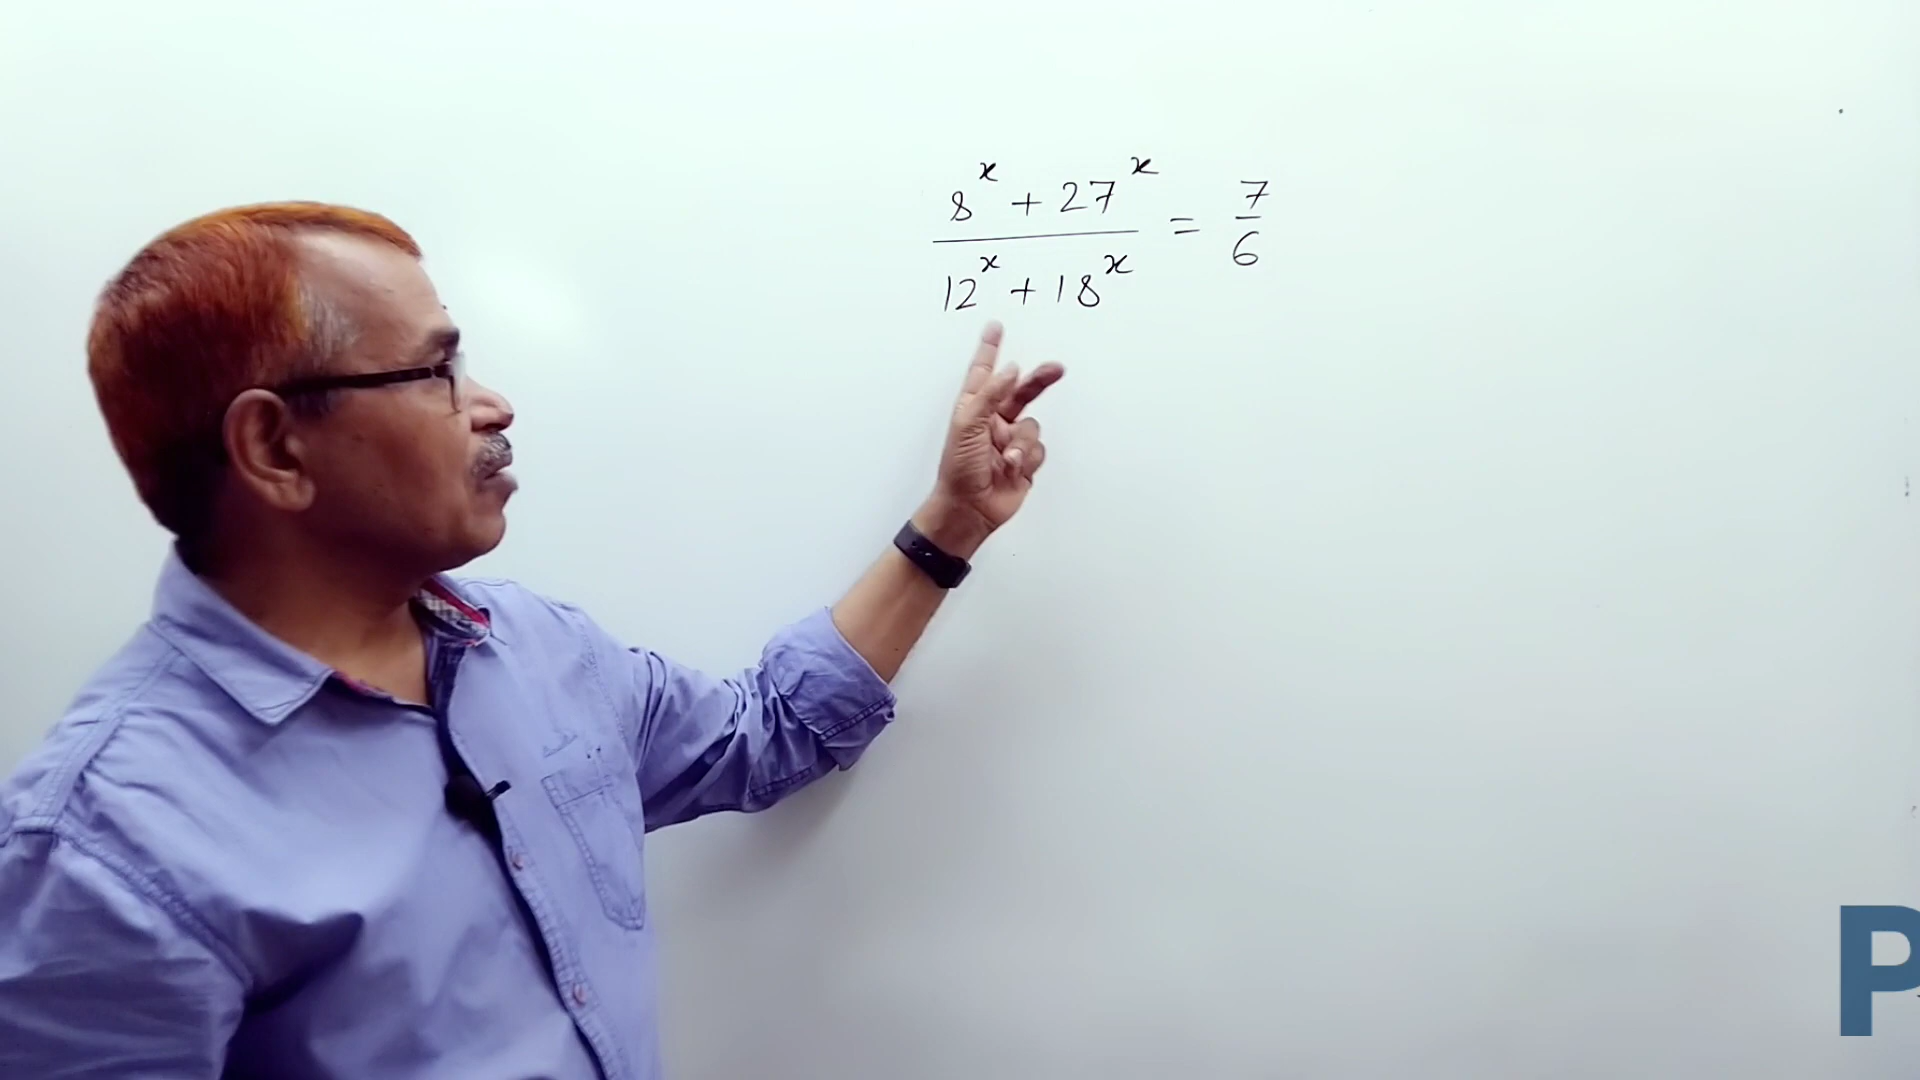 8^x + 27^x / 12^x + 18^x = 7/6
P